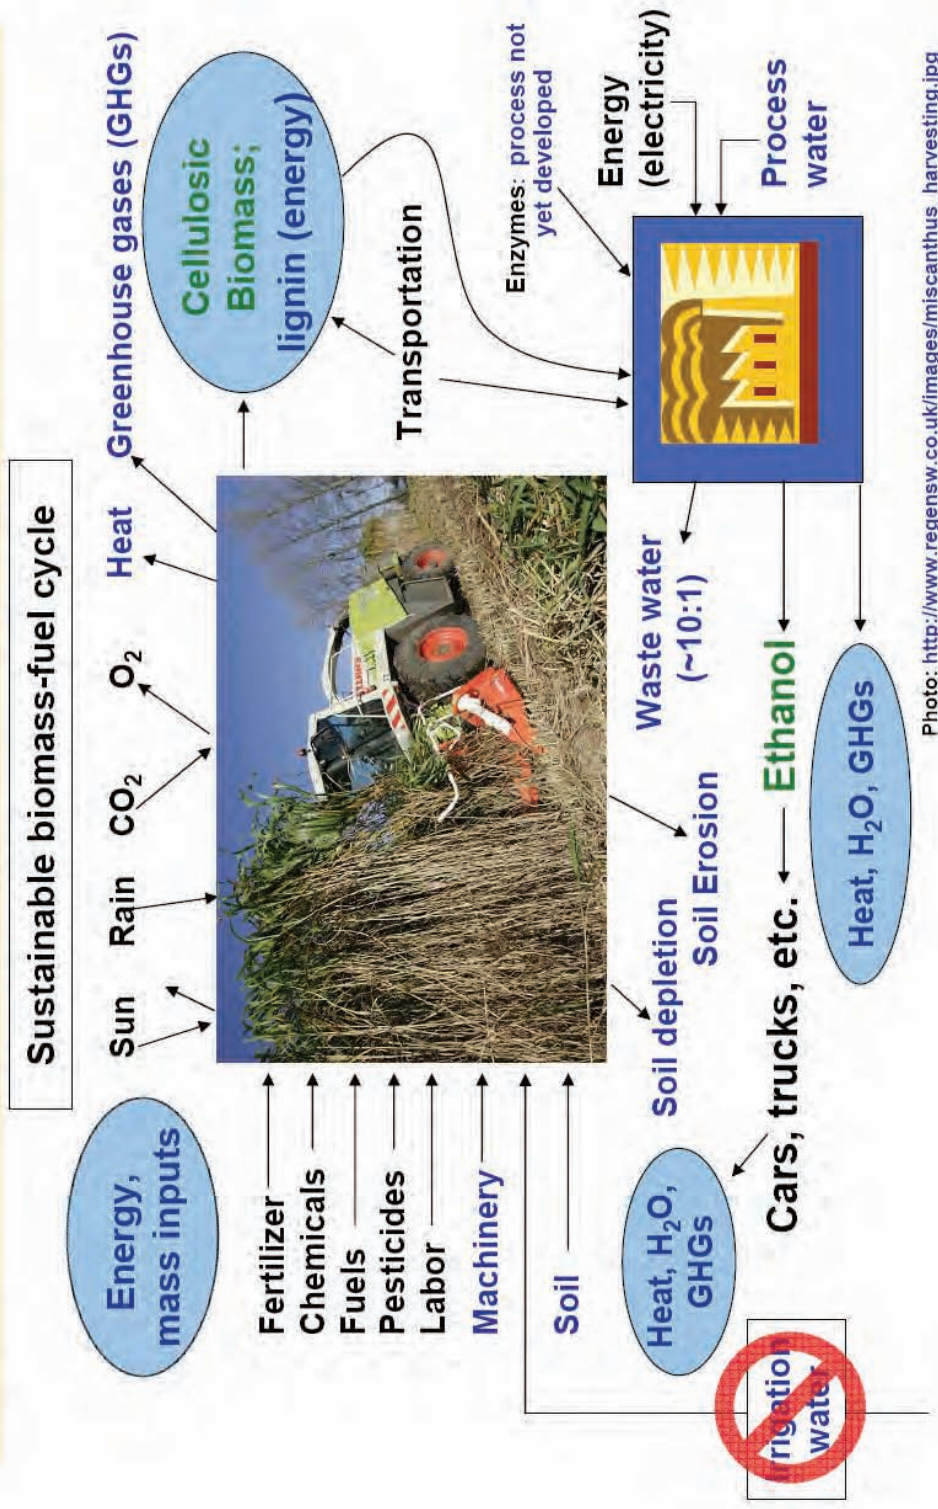 Sustainable biomass-fuel cycle
Energy,
mass inputs
Sun
Rain
CO₂
O₂
Heat
Greenhouse gases (GHGs)
Fertilizer
Chemicals
Fuels
Pesticides
Labor
Machinery
Soil
Cellulosic
Biomass;
lignin (energy)
Transportation
Enzymes: process not
yet developed
Energy
(electricity)
Process
water
Soil depletion
Soil Erosion
Waste water
(~10:1)
Heat, H₂O,
GHGs
Cars, trucks, etc.
Ethanol
Heat, H₂O, GHGs
Irrigation
water
Photo: http://www.regensw.co.uk/images/miscanthus_harvesting.jpg